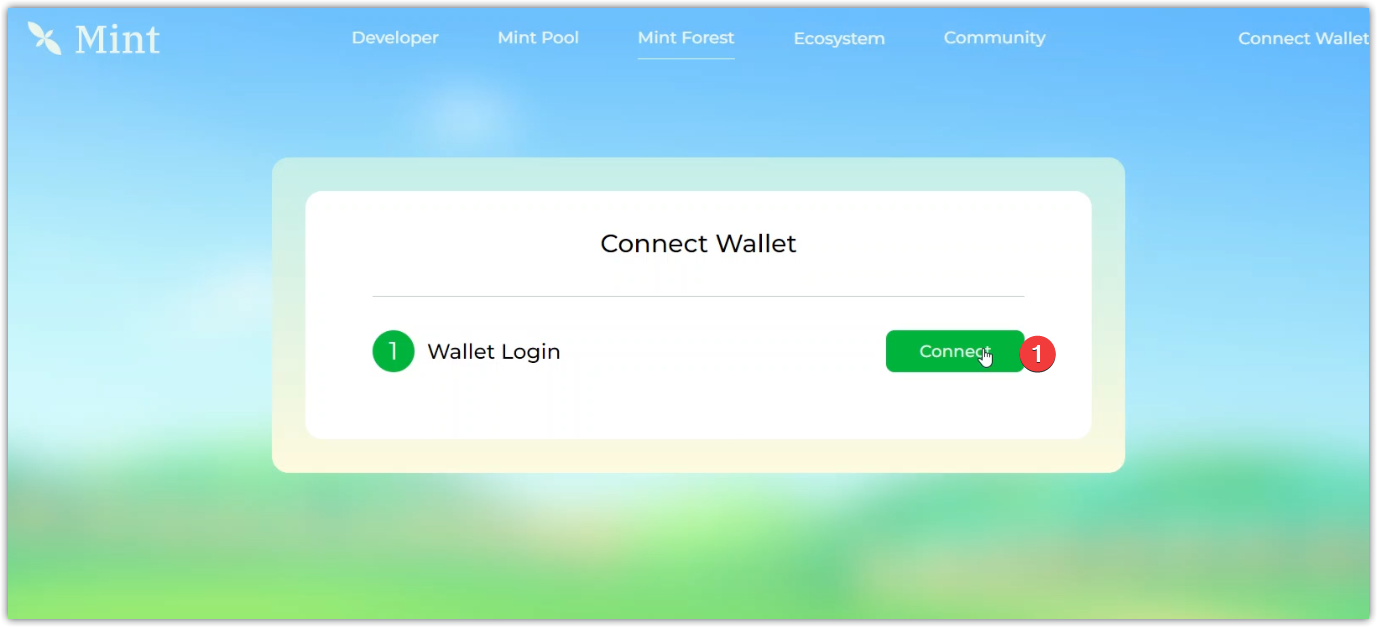 Mint
Developer
Mint Pool
Mint Forest
Ecosystem
Community
Connect Wallet
Connect Wallet
1 Wallet Login
Connect
1